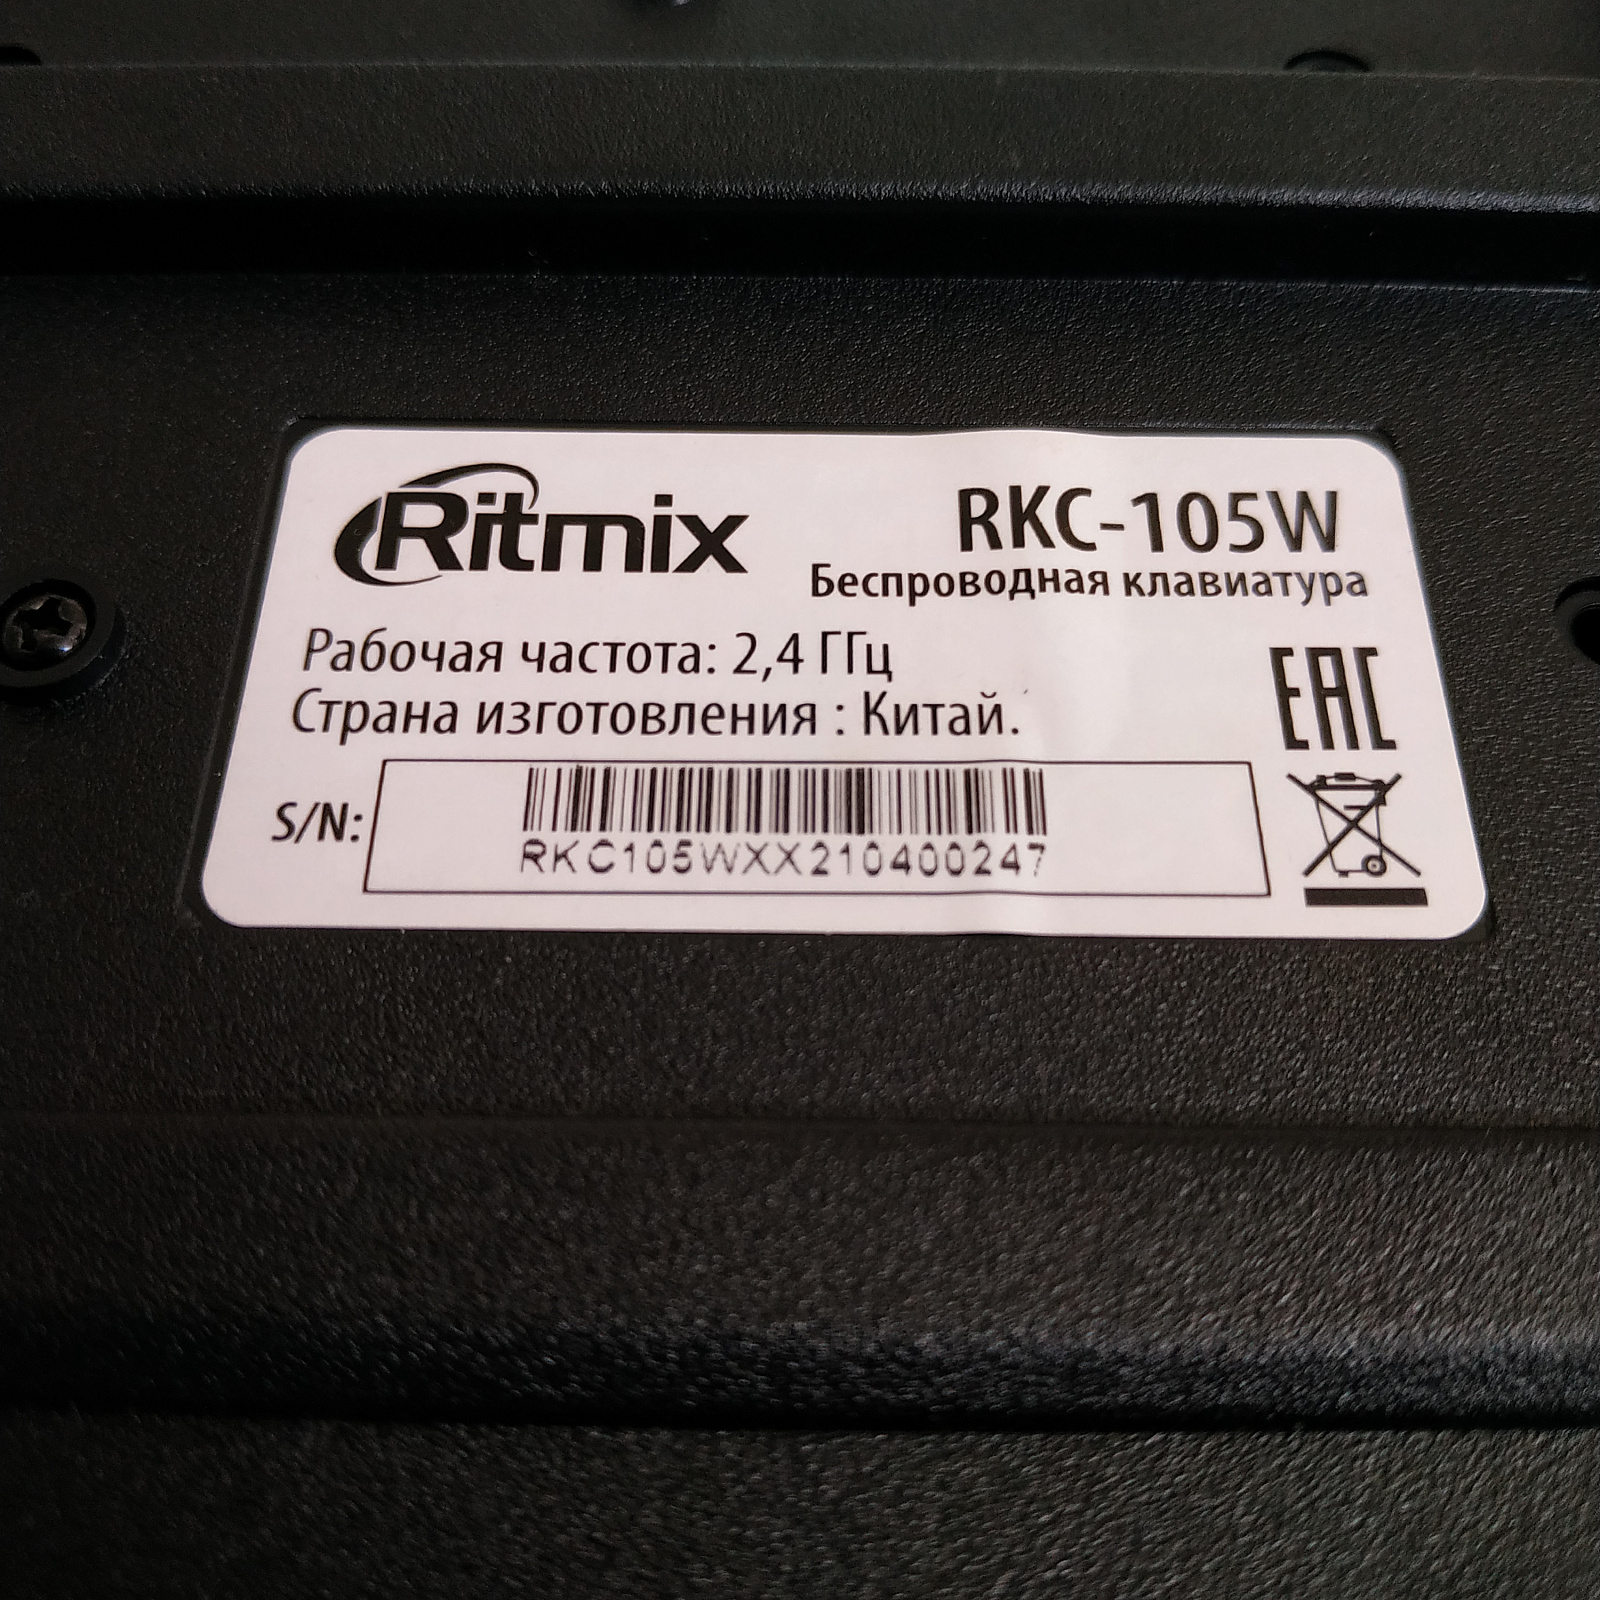 Ritmix
RKC-105W
Беспроводная клавиатура
Рабочая частота: 2,4 ГГц
Страна изготовления : Китай.
EAC
S/N:
RKC105WXX210400247